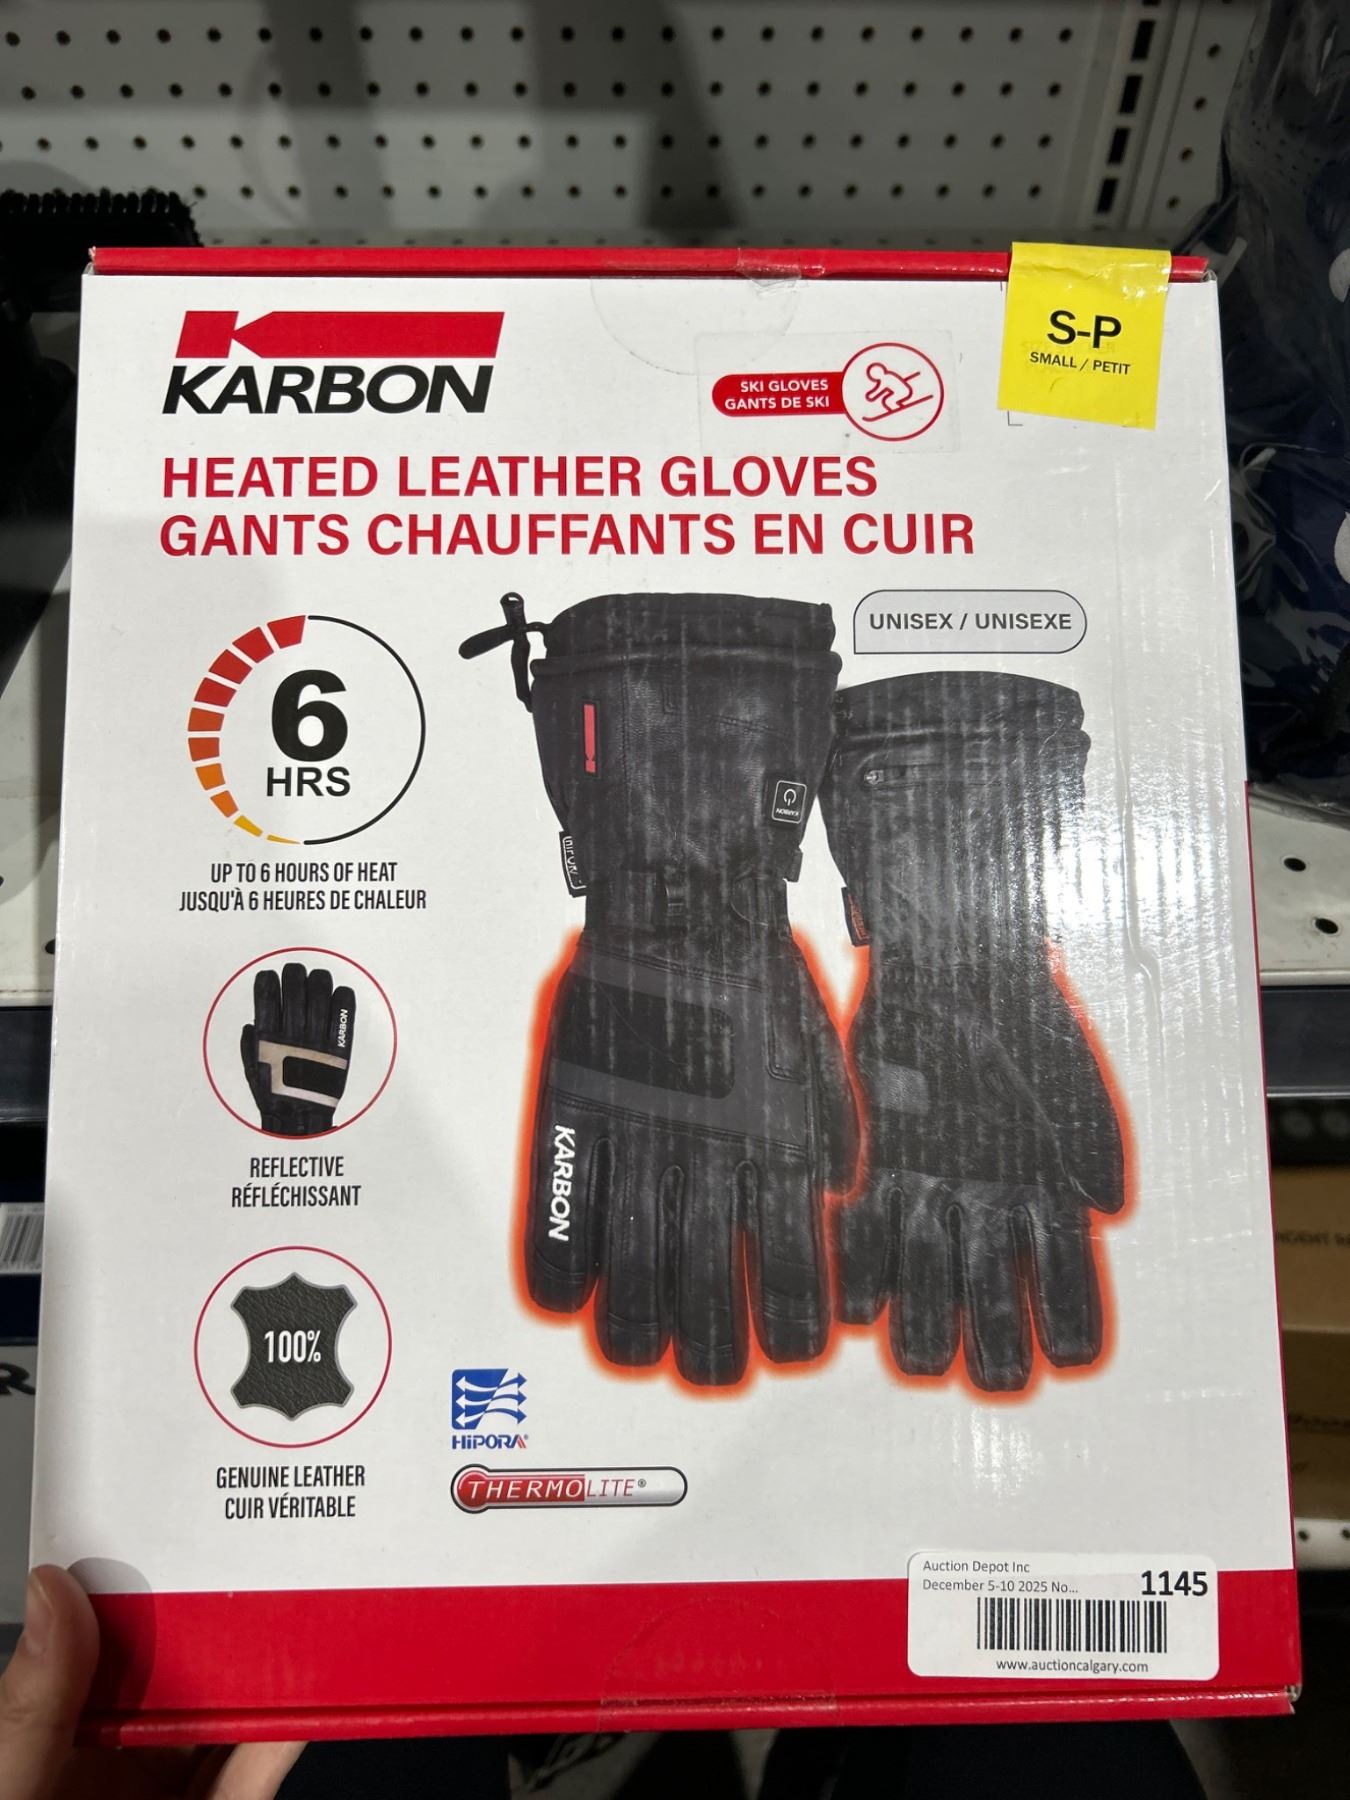 KARBON
SKI GLOVES
GANTS DE SKI
S-P
SMALL / PETIT
HEATED LEATHER GLOVES
GANTS CHAUFFANTS EN CUIR
UNISEX / UNISEXE
6
HRS
UP TO 6 HOURS OF HEAT
JUSQU'À 6 HEURES DE CHALEUR
KARBON
KARBON
KARBON
REFLECTIVE
RÉFLÉCHISSANT
100%
GENUINE LEATHER
CUIR VÉRITABLE
HiPORA®
THERMOLITE®
Auction Depot Inc
December 5-10 2025 No...
1145
www.auctioncalgary.com